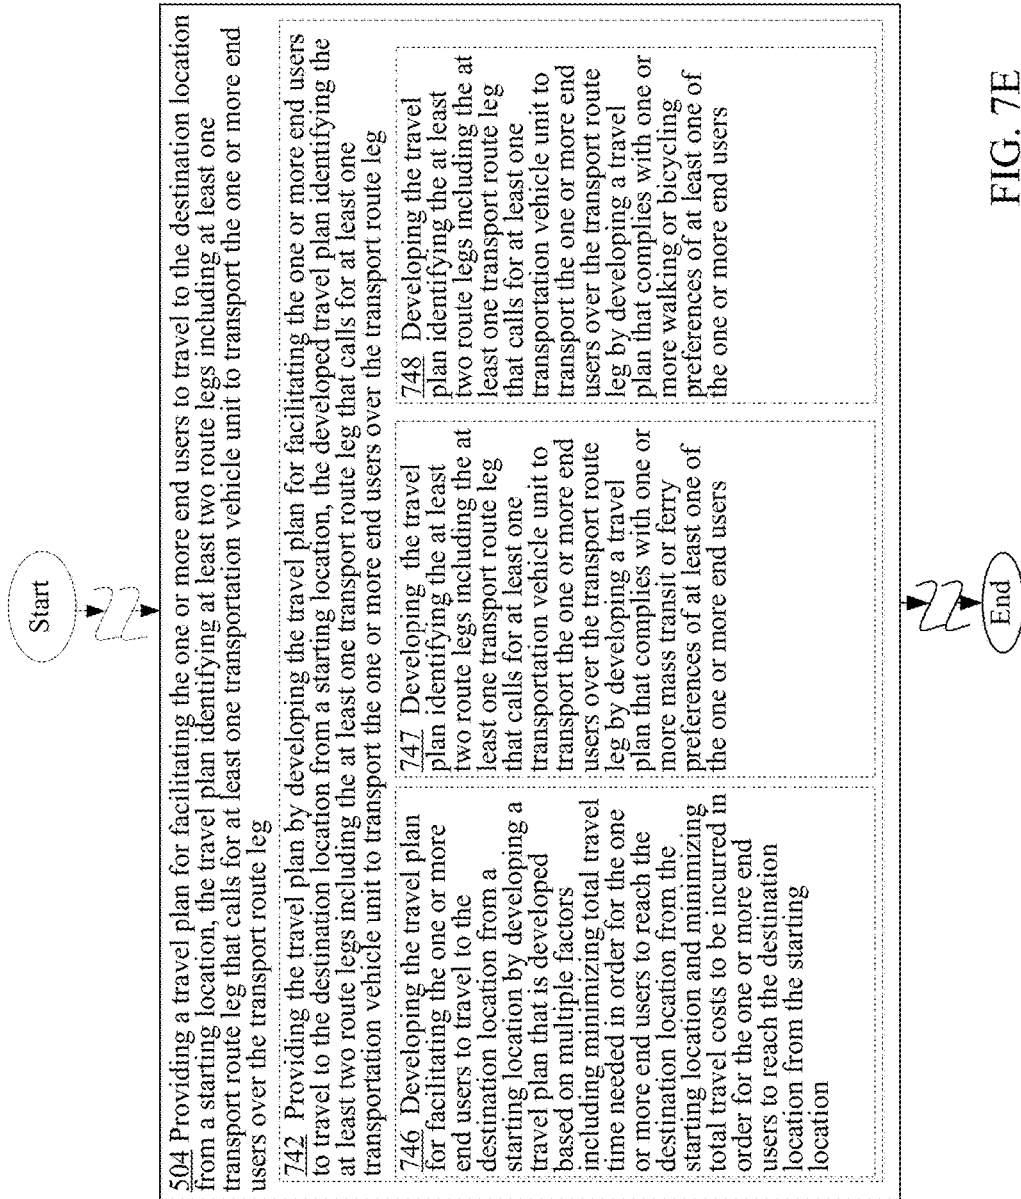 Start
504 Providing a travel plan for facilitating the one or more end users to travel to the destination location
from a starting location, the travel plan identifying at least two route legs including at least one
transport route leg that calls for at least one transportation vehicle unit to transport the one or more end
users over the transport route leg
742 Providing the travel plan by developing the travel plan for facilitating the one or more end users
to travel to the destination location from a starting location, the developed travel plan identifying the
at least two route legs including the at least one transport route leg that calls for at least one
transportation vehicle unit to transport the one or more end users over the transport route leg
746 Developing the travel plan
for facilitating the one or more
end users to travel to the
destination location from a
starting location by developing a
travel plan that is developed
based on multiple factors
including minimizing total travel
time needed in order for the one
or more end users to reach the
destination location from the
starting location and minimizing
total travel costs to be incurred in
order for the one or more end
users to reach the destination
location from the starting
location
747 Developing the travel
plan identifying the at least
two route legs including the at
least one transport route leg
that calls for at least one
transportation vehicle unit to
transport the one or more end
users over the transport route
leg by developing a travel
plan that complies with one or
more mass transit or ferry
preferences of at least one of
the one or more end users
748 Developing the travel
plan identifying the at least
two route legs including the at
least one transport route leg
that calls for at least one
transportation vehicle unit to
transport the one or more end
users over the transport route
leg by developing a travel
plan that complies with one or
more walking or bicycling
preferences of at least one of
the one or more end users
End
FIG. 7E